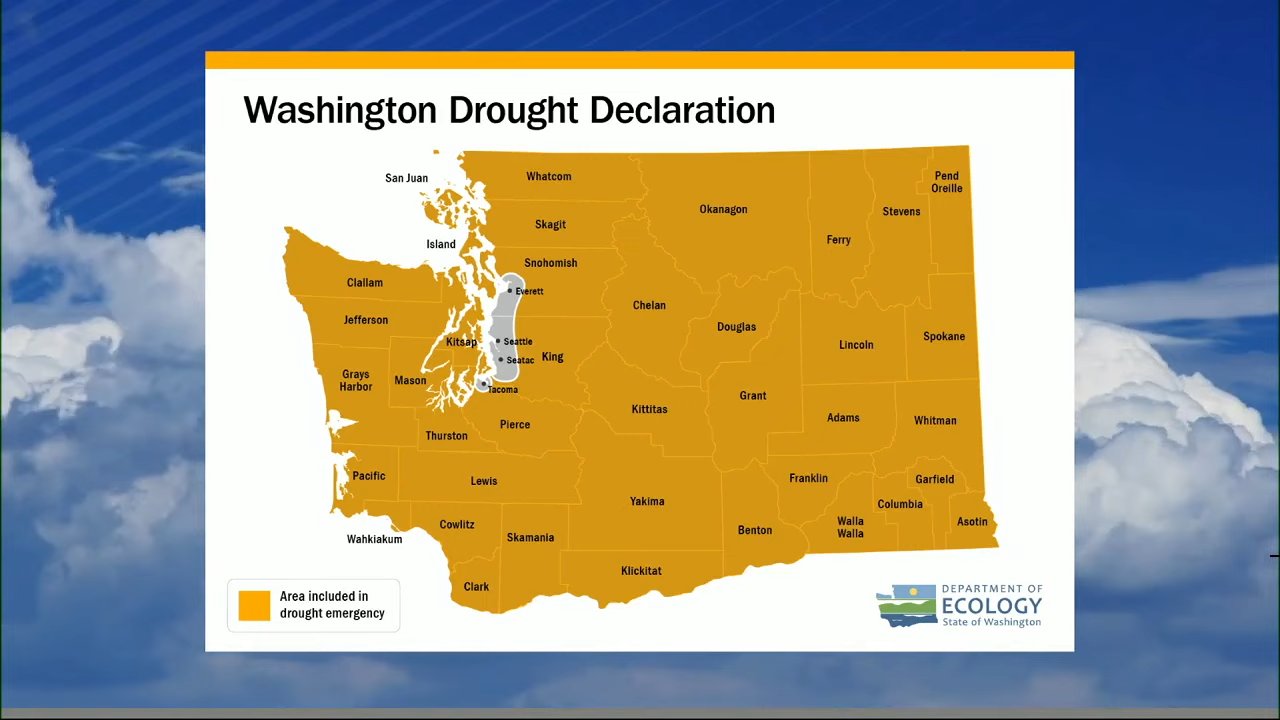 Washington Drought Declaration
San Juan
Whatcom
Pend
Oreille
Okanagon
Stevens
Skagit
Ferry
Island
Snohomish
Clallam
Everett
Chelan
Jefferson
Douglas
Spokane
Kitsap
Seattle
Lincoln
King
Seatac
Grays
Harbor
Mason
Tacoma
Grant
Kittitas
Adams
Whitman
Pierce
Thurston
Pacific
Lewis
Franklin
Garfield
Yakima
Columbia
Cowlitz
Walla
Walla
Asotin
Benton
Wahkiakum
Skamania
Klickitat
Clark
Area included in
drought emergency
DEPARTMENT OF
ECOLOGY
State of Washington